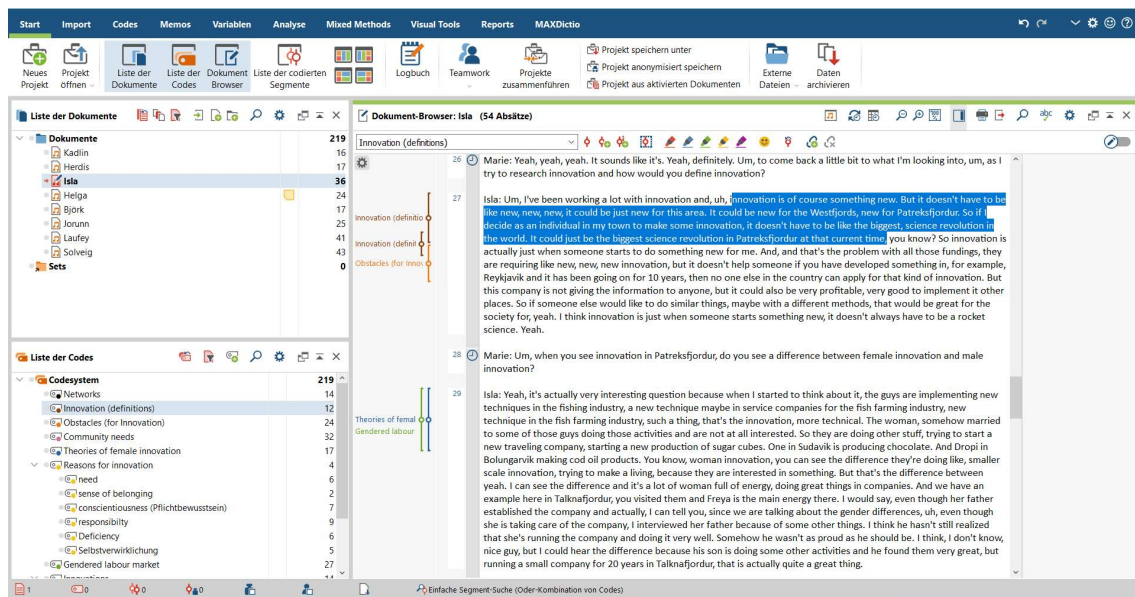 Start Import Codes Memos Variablen Analyse Mixed Methods Visual Tools Reports MAXDictio
Neues Projekt
Projekt öffnen
Liste der Dokumente
Liste der Codes
Dokument Browser
Liste der codierten Segmente
Logbuch
Teamwork
Projekte zusammenführen
Projekt speichern unter
Projekt anonymisiert speichern
Projekt aus aktivierten Dokumenten
Externe Dateien
Daten archivieren
Liste der Dokumente
Dokumente 219
Kadlin 16
Herdis 17
Isla 36
Helga 24
Björk 17
Jorunn 25
Laufey 41
Solveig 43
Sets 0
Liste der Codes
Codesystem 219
Networks 14
Innovation (definitions) 12
Obstacles (for Innovation) 24
Community needs 32
Theories of female innovation 17
Reasons for innovation 4
need 6
sense of belonging 2
conscientiousness (Pflichtbewusstsein) 7
responsibilty 9
Deficiency 6
Selbstverwirklichung 5
Gendered labour market 27
Dokument-Browser: Isla (54 Absätze)
Innovation (definitions)
26 Marie: Yeah, yeah, yeah. It sounds like it's. Yeah, definitely. Um, to come back a little bit to what I'm looking into, um, as I
try to research innovation and how would you define innovation?
Innovation (definitio
Innovation (definit
Obstacles (for Innov
27 Isla: Um, I've been working a lot with innovation and, uh, innovation is of course something new. But it doesn't have to be
like new, new, new, it could be just new for this area. It could be new for the Westfjords, new for Patreksfjordur. So if I
decide as an individual in my town to make some innovation, it doesn't have to be like the biggest, science revolution in
the world. It could just be the biggest science revolution in Patreksfjordur at that current time, you know? So innovation is
actually just when someone starts to do something new for me. And, and that's the problem with all those fundings, they
are requiring like new, new, new innovation, but it doesn't help someone if you have developed something in, for example,
Reykjavik and it has been going on for 10 years, then no one else in the country can apply for that kind of innovation. But
this company is not giving the information to anyone, but it could also be very profitable, very good to implement it other
places. So if someone else would like to do similar things, maybe with a different methods, that would be great for the
society for, yeah. I think innovation is just when someone starts something new, it doesn't always have to be a rocket
science. Yeah.
28 Marie: Um, when you see innovation in Patreksfjordur, do you see a difference between female innovation and male
innovation?
Theories of femal
Gendered labour
29 Isla: Yeah, it's actually very interesting question because when I started to think about it, the guys are implementing new
techniques in the fishing industry, a new technique maybe in service companies for the fish farming industry, new
technique in the fish farming industry, such a thing, that's the innovation, more technical. The woman, somehow married
to some of those guys doing those activities and are not at all interested. So they are doing other stuff, trying to start a
new traveling company, starting a new production of sugar cubes. One in Sudavik is producing chocolate. And Dropi in
Bolungarvik making cod oil products. You know, woman innovation, you can see the difference they're doing like, smaller
scale innovation, trying to make a living, because they are interested in something. But that's the difference between
yeah. I can see the difference and it's a lot of woman full of energy, doing great things in companies. And we have an
example here in Talknafjordur, you visited them and Freya is the main energy there. I would say, even though her father
established the company and actually, I can tell you, since we are talking about the gender differences, uh, even though
she is taking care of the company, I interviewed her father because of some other things. I think he hasn't still realized
that she's running the company and doing it very well. Somehow he wasn't as proud as he should be. I think, I don't know,
nice guy, but I could hear the difference because his son is doing some other activities and he found them very great, but
running a small company for 20 years in Talknafjordur, that is actually quite a great thing.
1 0 0 0
Einfache Segment-Suche (Oder-Kombination von Codes)